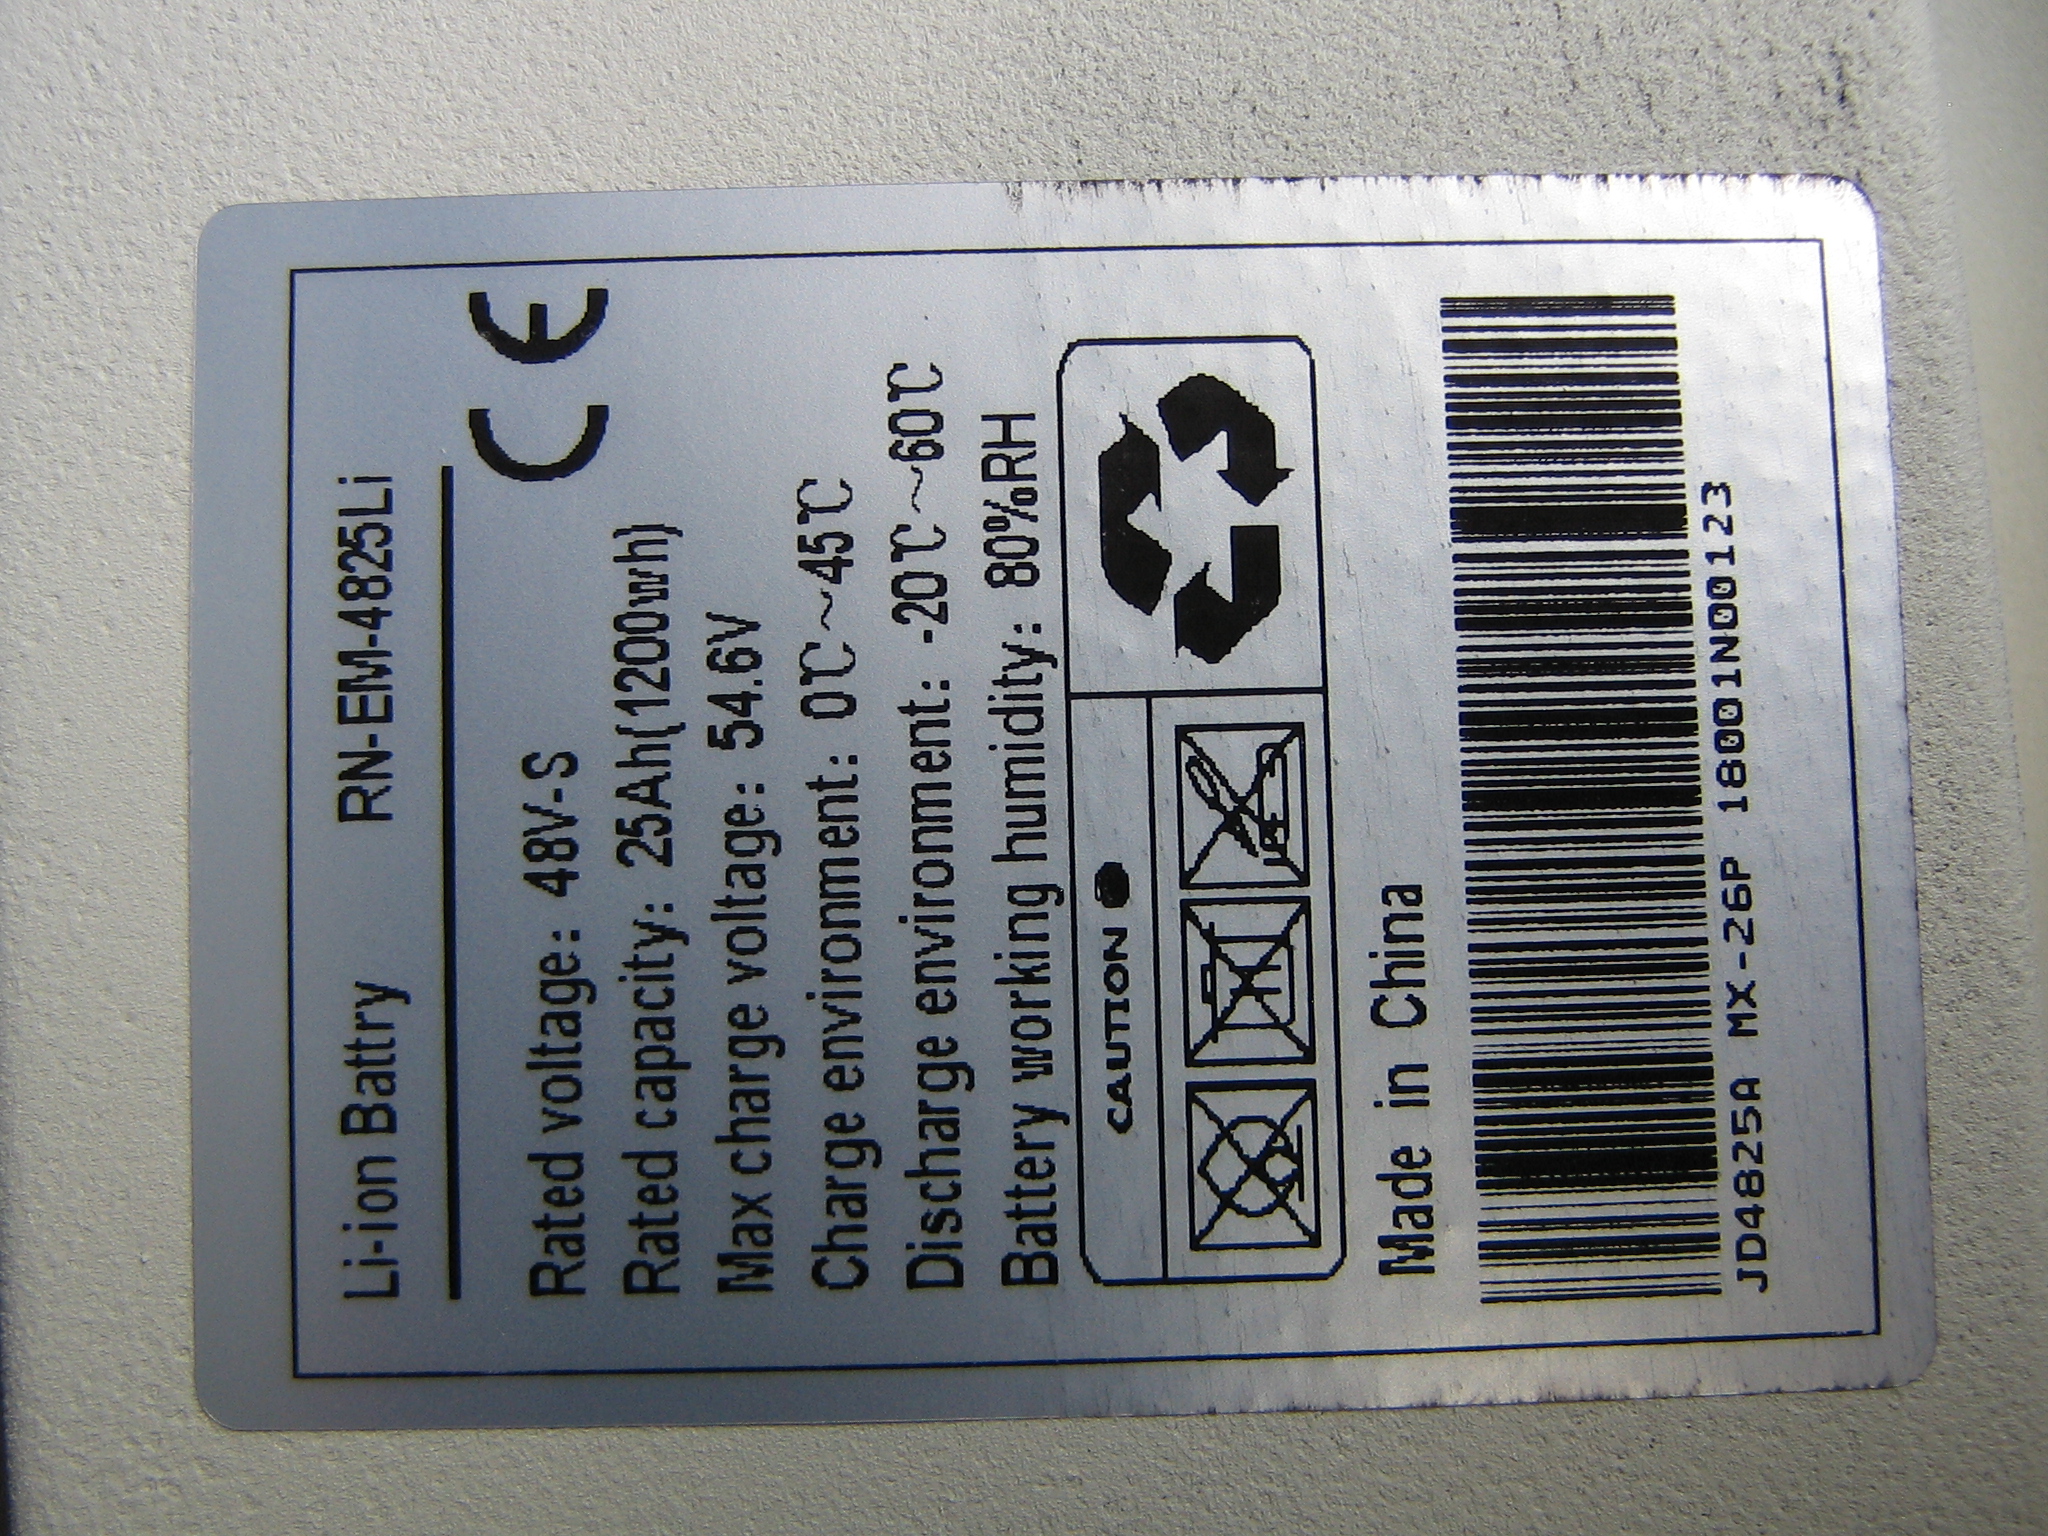 Li-ion Battry RN-EM-4825Li
CE
Rated voltage: 48V-S
Rated capacity: 25Ah(1200wh)
Max charge voltage: 54.6V
Charge environment: 0℃~45℃
Discharge environment: -20℃~60℃
Battery working humidity: 80%RH
CAUTION
Made in China
JD4825A MX-26P 18001N00123